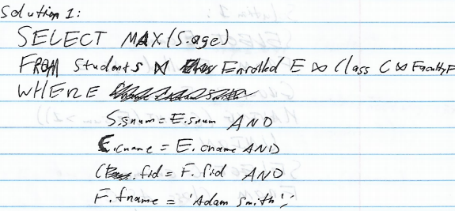 Solution 1:
SELECT MAX(S.age)
FROM Students ⋈ Enrolled E ⋈ Class C ⋈ Faculty F
WHERE
S.snum = E.snum AND
C.cname = E.cname AND
C.fid = F.fid AND
F.fname = 'Adam Smith';